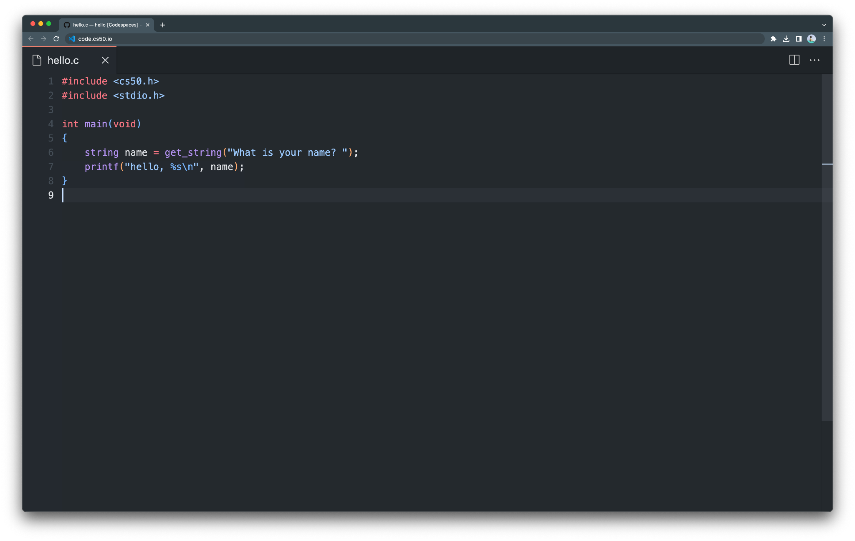 hello.c — hello [Codespaces]
code.cs50.io
hello.c
1 #include <cs50.h>
2 #include <stdio.h>
3
4 int main(void)
5 {
6     string name = get_string("What is your name? ");
7     printf("hello, %s\n", name);
8 }
9